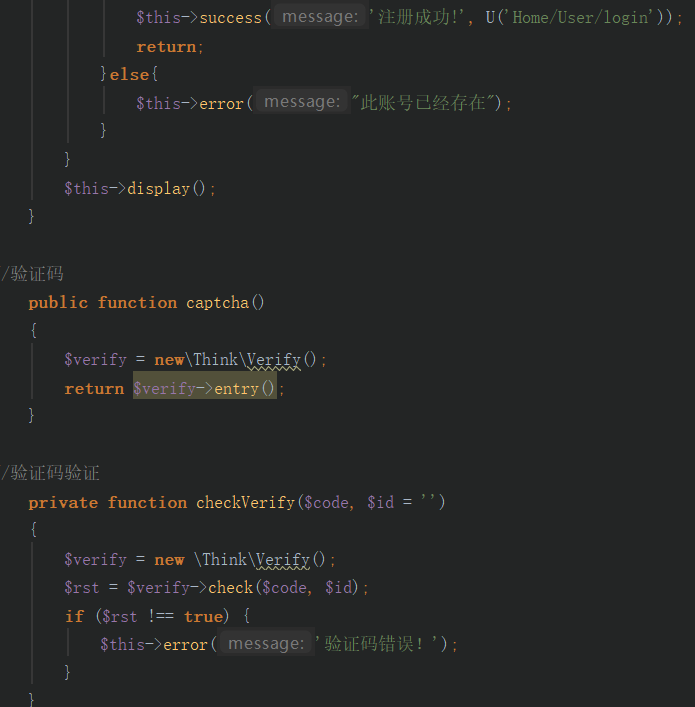 $this->success( message: '注册成功!', U('Home/User/login'));
return;
}else{
$this->error( message: "此账号已经存在");
}
}
$this->display();
}
/验证码
public function captcha()
{
$verify = new\Think\Verify();
return $verify->entry();
}
/验证码验证
private function checkVerify($code, $id = '')
{
$verify = new \Think\Verify();
$rst = $verify->check($code, $id);
if ($rst !== true) {
$this->error( message: '验证码错误！');
}
}